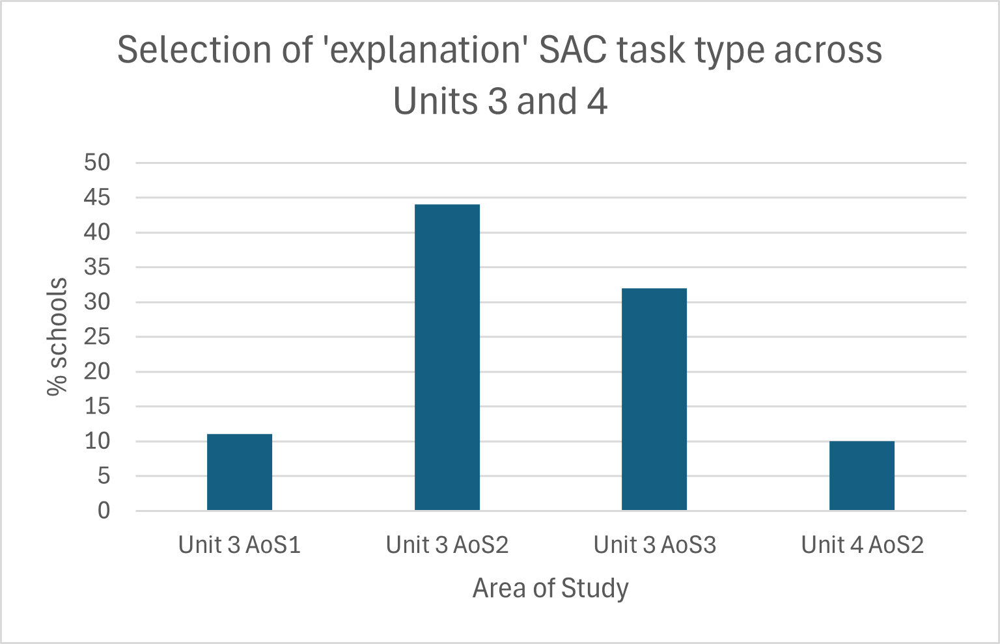 Selection of 'explanation' SAC task type across
Units 3 and 4
50
45
40
35
30
25
20
15
10
5
0
% schools
Unit 3 AoS1 Unit 3 AoS2 Unit 3 AoS3 Unit 4 AoS2
Area of Study